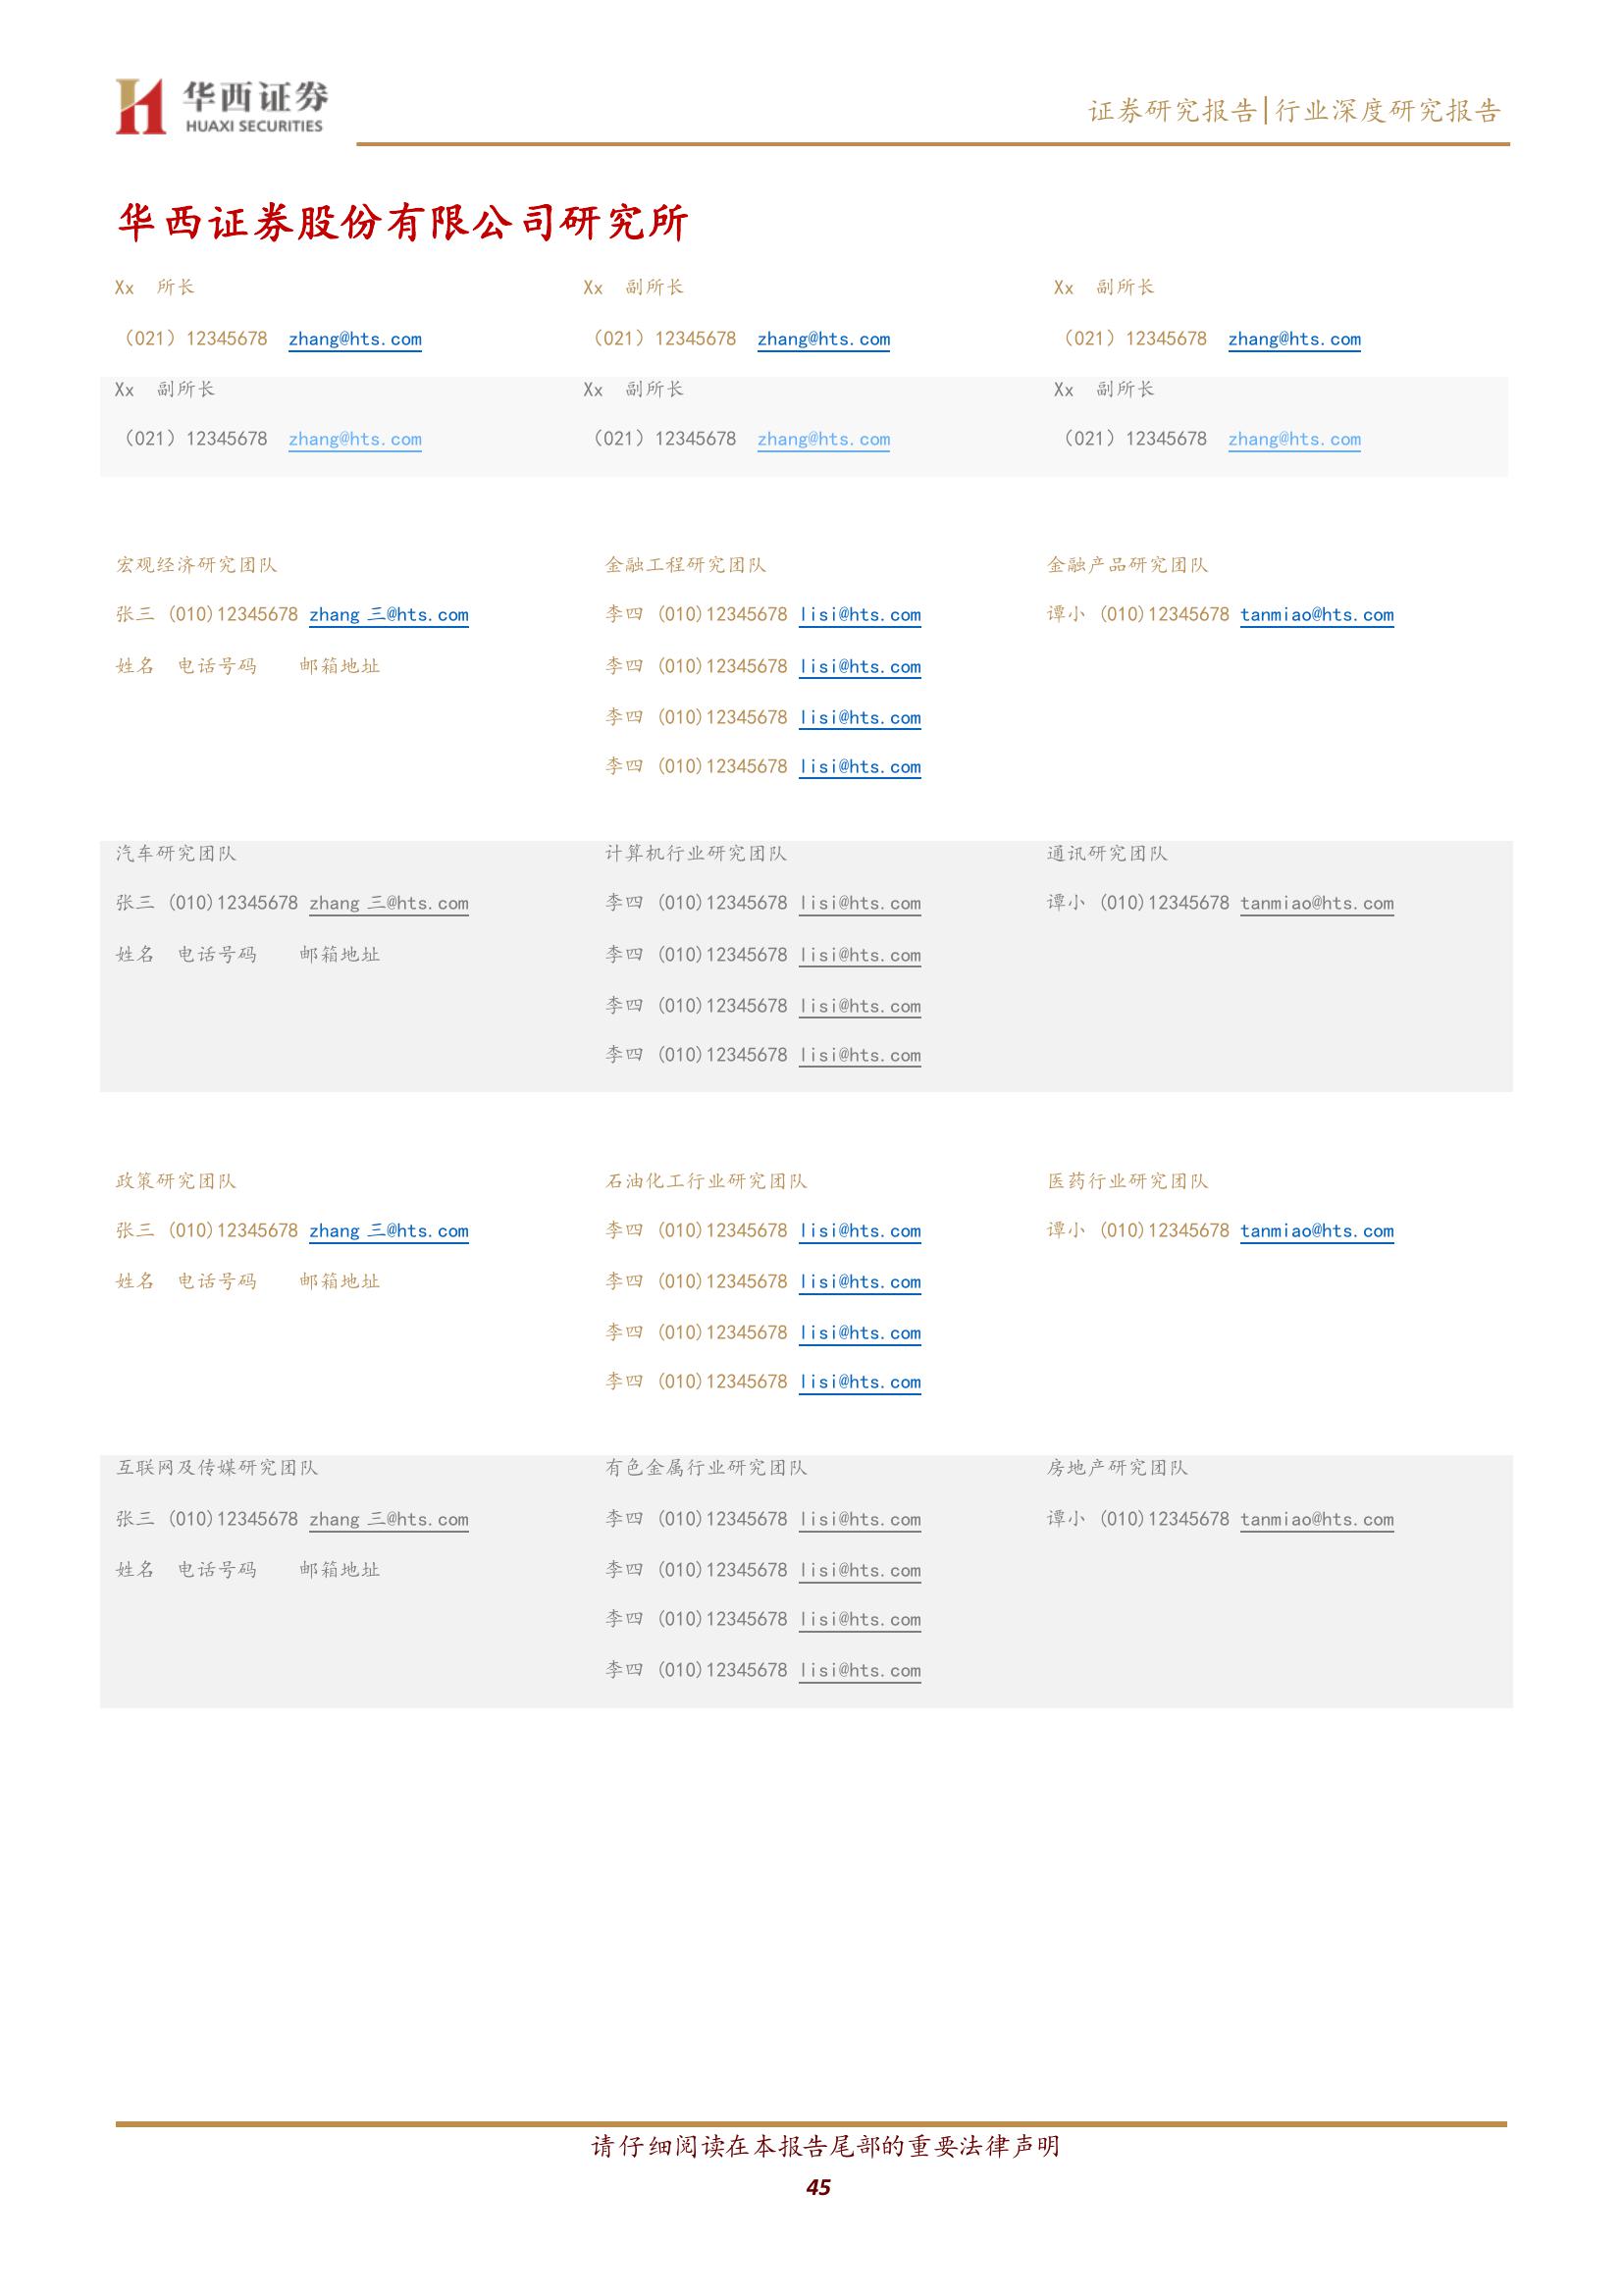 华西证券
HUAXI SECURITIES
证券研究报告|行业深度研究报告
华西证券股份有限公司研究所
Xx 所长 Xx 副所长 Xx 副所长
（021）12345678 zhang@hts.com （021）12345678 zhang@hts.com （021）12345678 zhang@hts.com
Xx 副所长 Xx 副所长 Xx 副所长
（021）12345678 zhang@hts.com （021）12345678 zhang@hts.com （021）12345678 zhang@hts.com
宏观经济研究团队 金融工程研究团队 金融产品研究团队
张三 (010)12345678 zhang 三@hts.com 李四 (010)12345678 lisi@hts.com 谭小 (010)12345678 tanmiao@hts.com
姓名 电话号码 邮箱地址 李四 (010)12345678 lisi@hts.com
李四 (010)12345678 lisi@hts.com
李四 (010)12345678 lisi@hts.com
汽车研究团队 计算机行业研究团队 通讯研究团队
张三 (010)12345678 zhang 三@hts.com 李四 (010)12345678 lisi@hts.com 谭小 (010)12345678 tanmiao@hts.com
姓名 电话号码 邮箱地址 李四 (010)12345678 lisi@hts.com
李四 (010)12345678 lisi@hts.com
李四 (010)12345678 lisi@hts.com
政策研究团队 石油化工行业研究团队 医药行业研究团队
张三 (010)12345678 zhang 三@hts.com 李四 (010)12345678 lisi@hts.com 谭小 (010)12345678 tanmiao@hts.com
姓名 电话号码 邮箱地址 李四 (010)12345678 lisi@hts.com
李四 (010)12345678 lisi@hts.com
李四 (010)12345678 lisi@hts.com
互联网及传媒研究团队 有色金属行业研究团队 房地产研究团队
张三 (010)12345678 zhang 三@hts.com 李四 (010)12345678 lisi@hts.com 谭小 (010)12345678 tanmiao@hts.com
姓名 电话号码 邮箱地址 李四 (010)12345678 lisi@hts.com
李四 (010)12345678 lisi@hts.com
李四 (010)12345678 lisi@hts.com
请仔细阅读在本报告尾部的重要法律声明
45